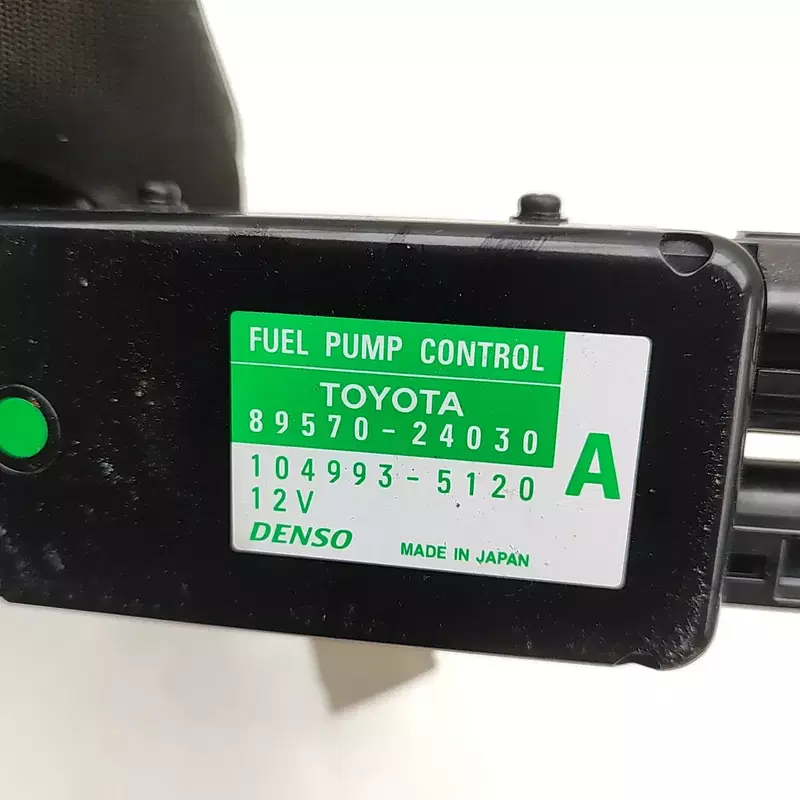 FUEL PUMP CONTROL
TOYOTA
89570-24030
A
104993-5120
12V
DENSO
MADE IN JAPAN